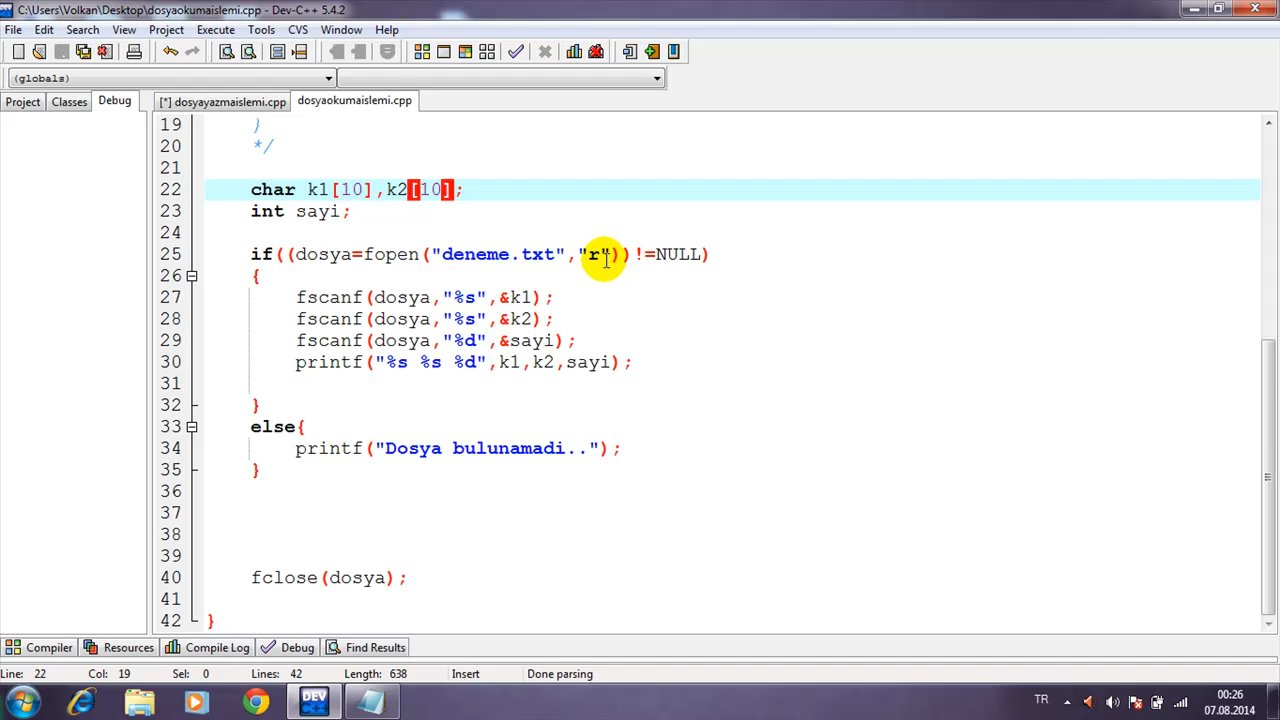 C:\Users\Volkan\Desktop\dosyaokumaislemi.cpp - Dev-C++ 5.4.2
File Edit Search View Project Execute Tools CVS Window Help
(globals)
Project Classes Debug [*] dosyayazmaislemi.cpp dosyaokumaislemi.cpp
19 }
20 */
21
22 char k1[10],k2[10];
23 int sayi;
24
25 if((dosya=fopen("deneme.txt","r"))!=NULL)
26 {
27 fscanf(dosya,"%s",&k1);
28 fscanf(dosya,"%s",&k2);
29 fscanf(dosya,"%d",&sayi);
30 printf("%s %s %d",k1,k2,sayi);
31
32 }
33 else{
34 printf("Dosya bulunamadi..");
35 }
36
37
38
39
40 fclose(dosya);
41
42 }
Compiler Resources Compile Log Debug Find Results
Line: 22 Col: 19 Sel: 0 Lines: 42 Length: 638 Insert Done parsing
DEV C++ TR 00:26
07.08.2014